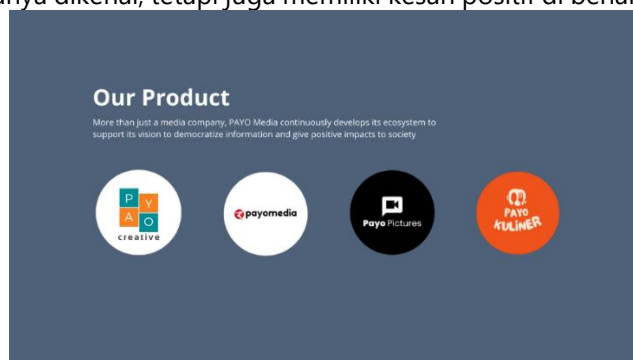 dikenal, tetapi juga memiliki kesan positif di
Our Product
More than just a media company, PAYO Media continuously develops its ecosystem to
support its vision to democratize information and give positive impacts to society
P Y
A O
creative
payomedia
Payo Pictures
PAYO
KULINER